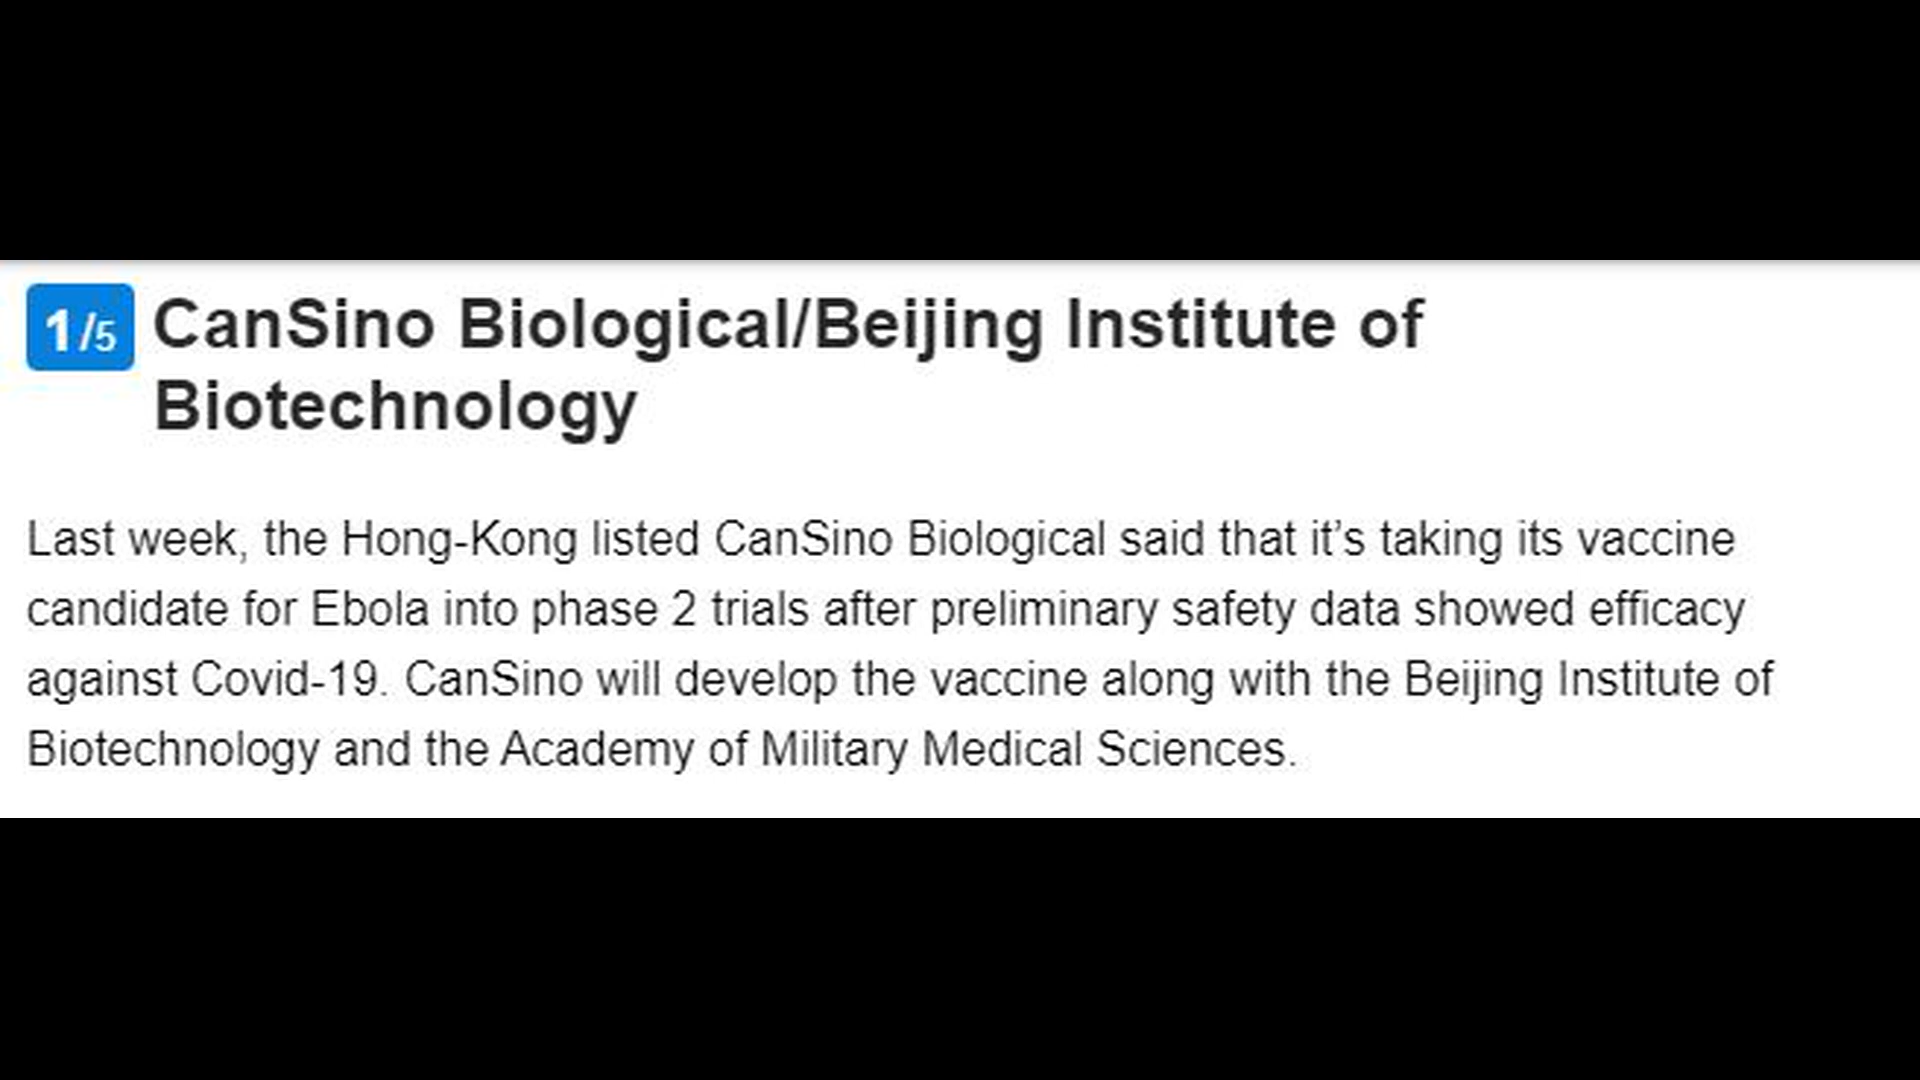 1/5 CanSino Biological/Beijing Institute of
Biotechnology
Last week, the Hong-Kong listed CanSino Biological said that it’s taking its vaccine
candidate for Ebola into phase 2 trials after preliminary safety data showed efficacy
against Covid-19. CanSino will develop the vaccine along with the Beijing Institute of
Biotechnology and the Academy of Military Medical Sciences.